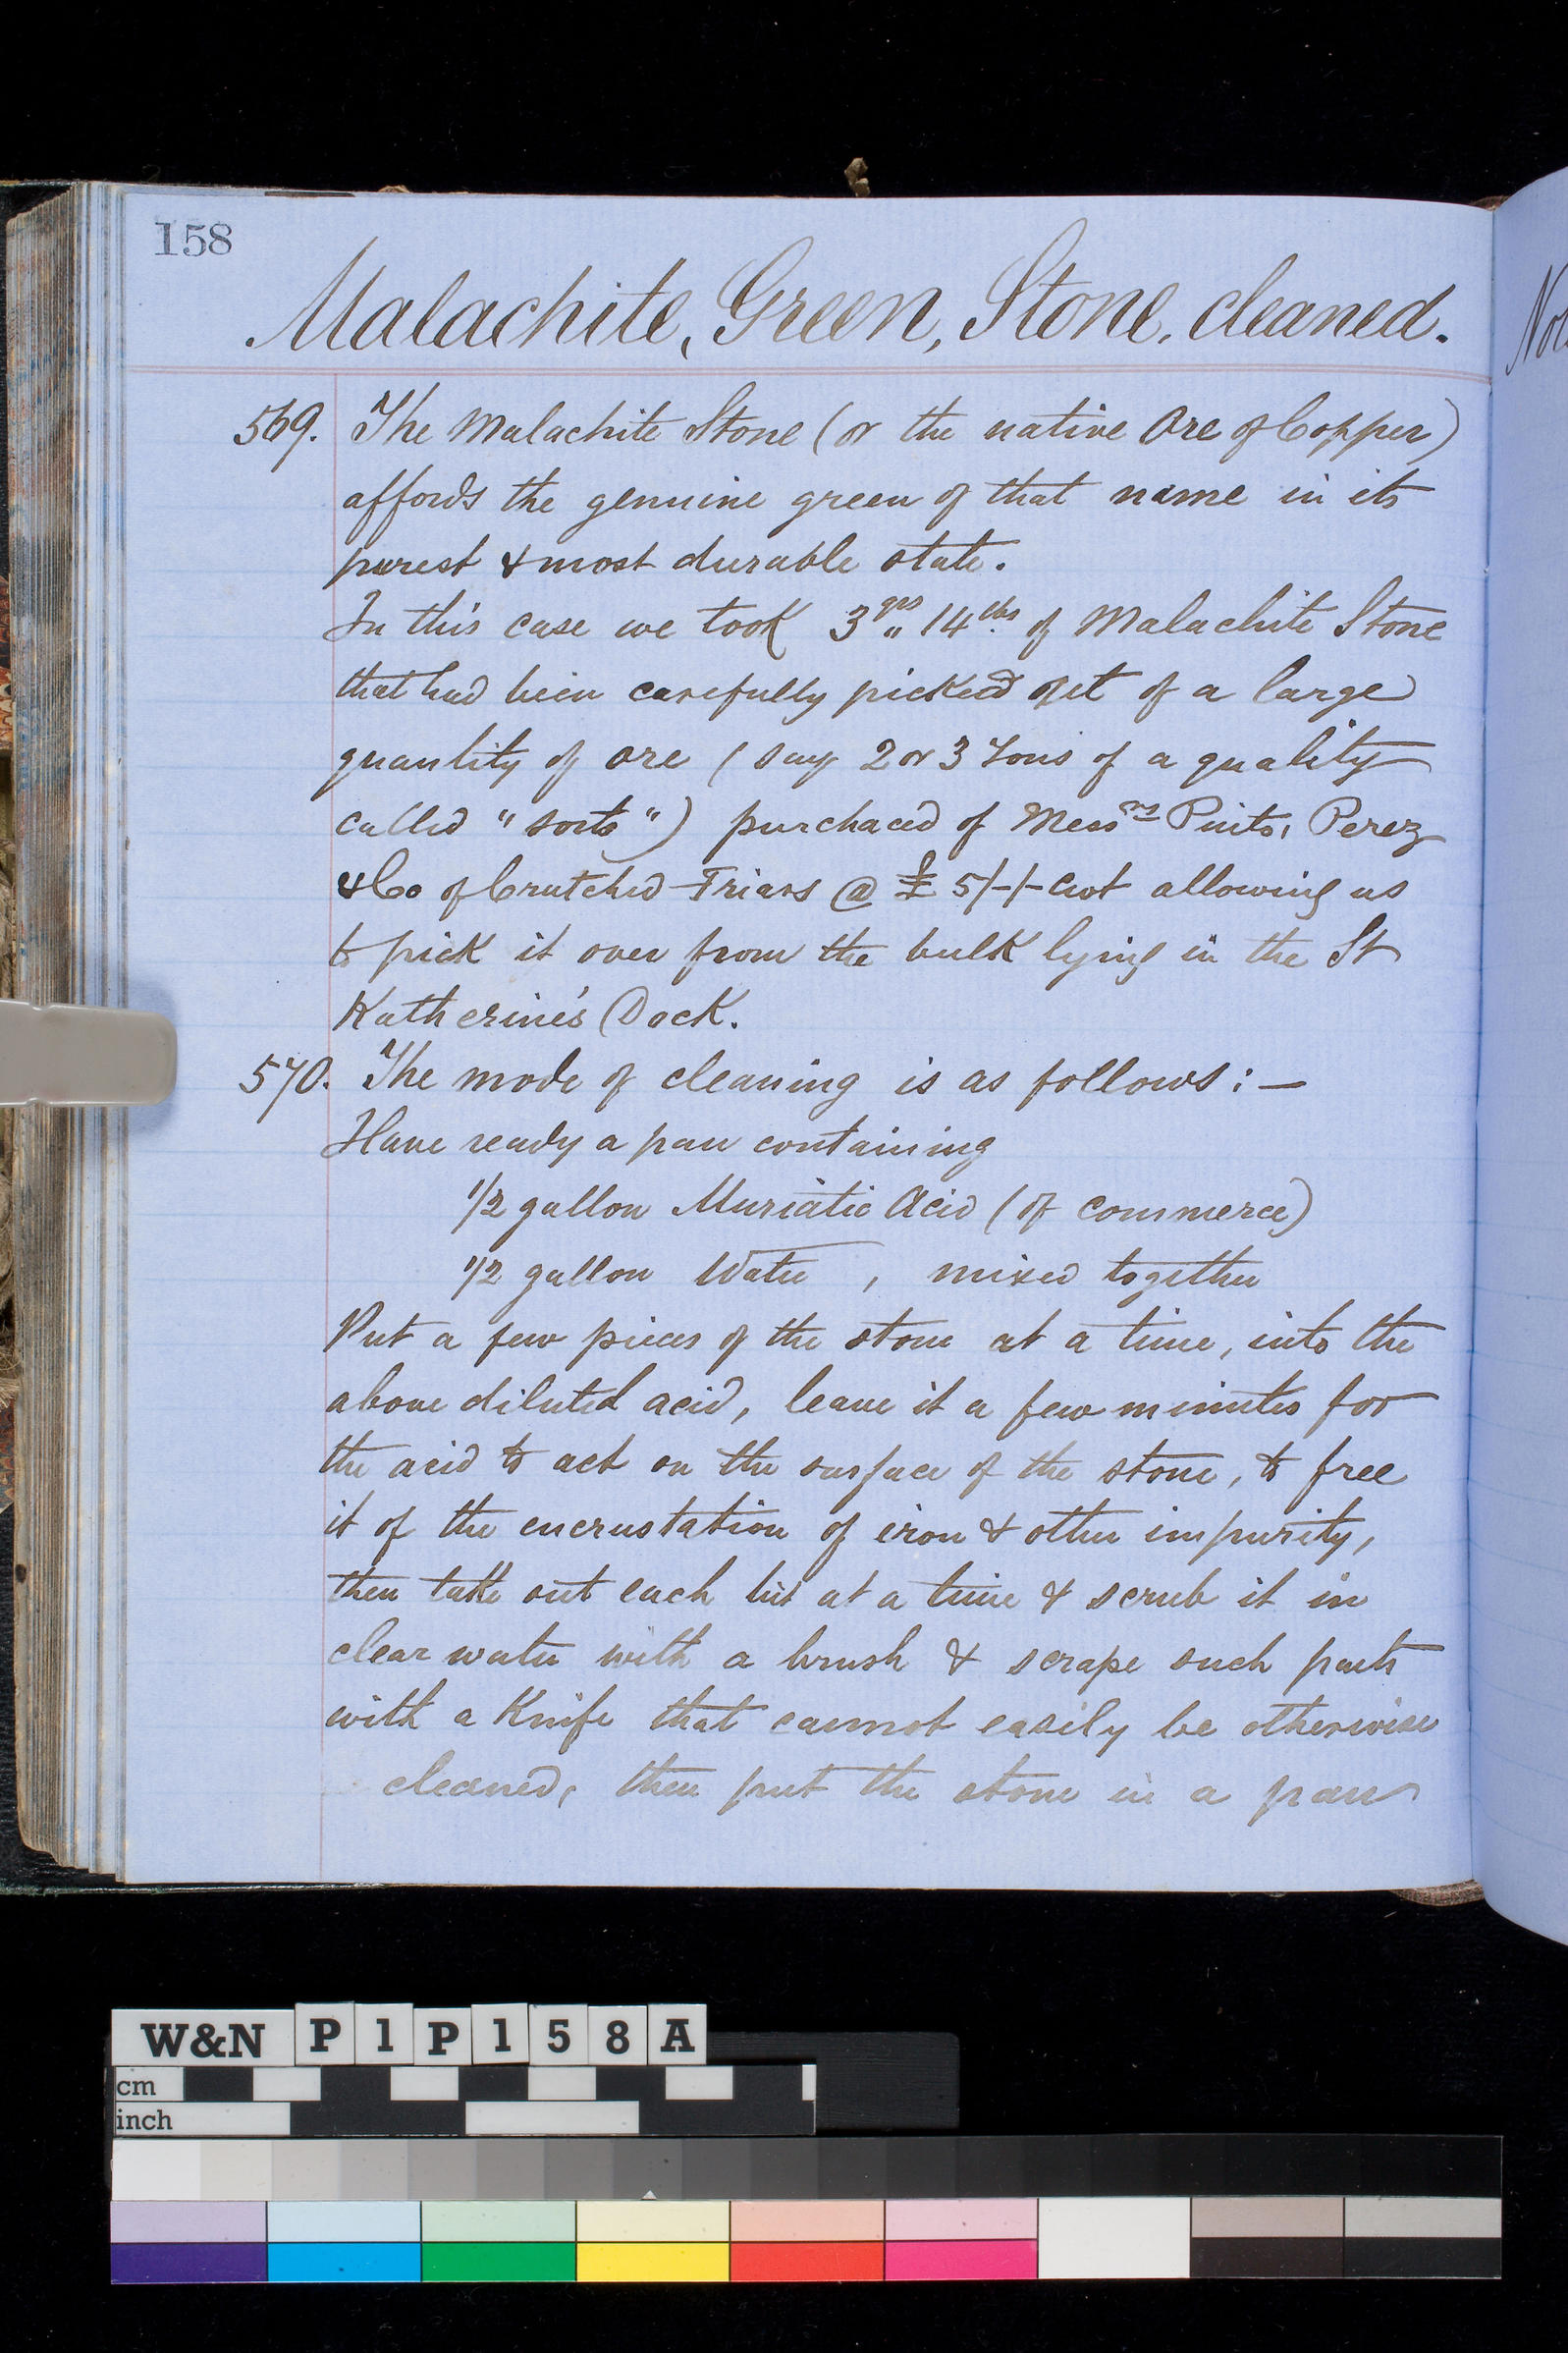 158
Malachite, Green, Stone, cleaned.
569. The Malachite Stone (or the native Ore of Copper)
affords the genuine green of that name in its
purest & most durable state.
In this case we took 3 qrs " 14 lbs of Malachite Stone
that had been carefully picked out of a large
quantity of ore (say 2 or 3 Tons of a quality
called "sorts") purchaced of Messrs Pinto, Perez
& Co of Crutched-Friars @ £5/-/- Cwt allowing us
to pick it over from the bulk lying in the St
Katherine's Dock.
570. The mode of cleaning is as follows:—
Have ready a pan containing
1/2 gallon Muriatic Acid (of commerce)
1/2 gallon Water, mixed together
Put a few pieces of the stone at a time, into the
above diluted acid, leave it a few minutes for
the acid to act on the surface of the stone, to free
it of the encrustation of iron & other impurity,
then take out each bit at a time & scrub it in
clear water with a brush & scrape such parts
with a Knife that cannot easily be otherwise
cleaned, then put the stone in a pan
W&N P1P158A
cm
inch